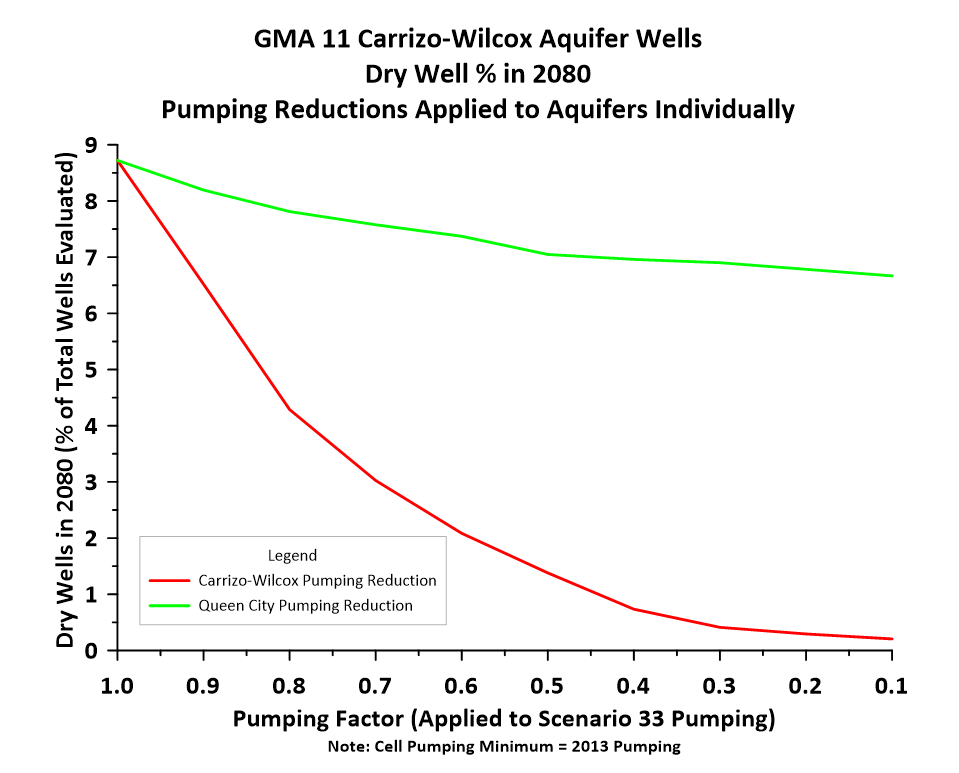 GMA 11 Carrizo-Wilcox Aquifer Wells
Dry Well % in 2080
Pumping Reductions Applied to Aquifers Individually
Dry Wells in 2080 (% of Total Wells Evaluated)
9
8
7
6
5
4
3
2
1
0
Legend
Carrizo-Wilcox Pumping Reduction
Queen City Pumping Reduction
1.0 0.9 0.8 0.7 0.6 0.5 0.4 0.3 0.2 0.1
Pumping Factor (Applied to Scenario 33 Pumping)
Note: Cell Pumping Minimum = 2013 Pumping